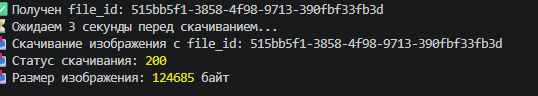 ✅ Получен file_id: 515bb5f1-3858-4f98-9713-390fbf33fb3d
⏳ Ожидаем 3 секунды перед скачиванием...
📥 Скачивание изображения с file_id: 515bb5f1-3858-4f98-9713-390fbf33fb3d
📥 Статус скачивания: 200
📥 Размер изображения: 124685 байт